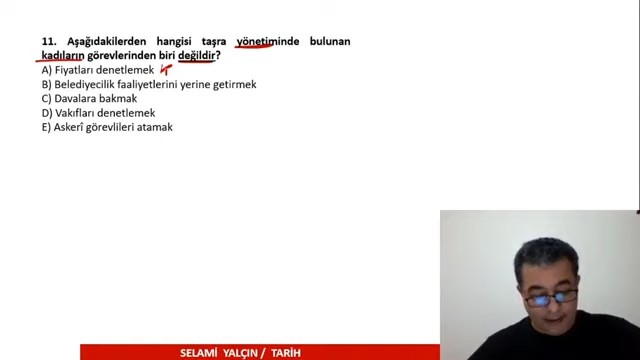 11. Aşağıdakilerden hangisi taşra yönetiminde bulunan
kadıların görevlerinden biri değildir?
A) Fiyatları denetlemek
B) Belediyecilik faaliyetlerini yerine getirmek
C) Davalara bakmak
D) Vakıfları denetlemek
E) Askerî görevlileri atamak
SELAMİ YALÇIN / TARİH